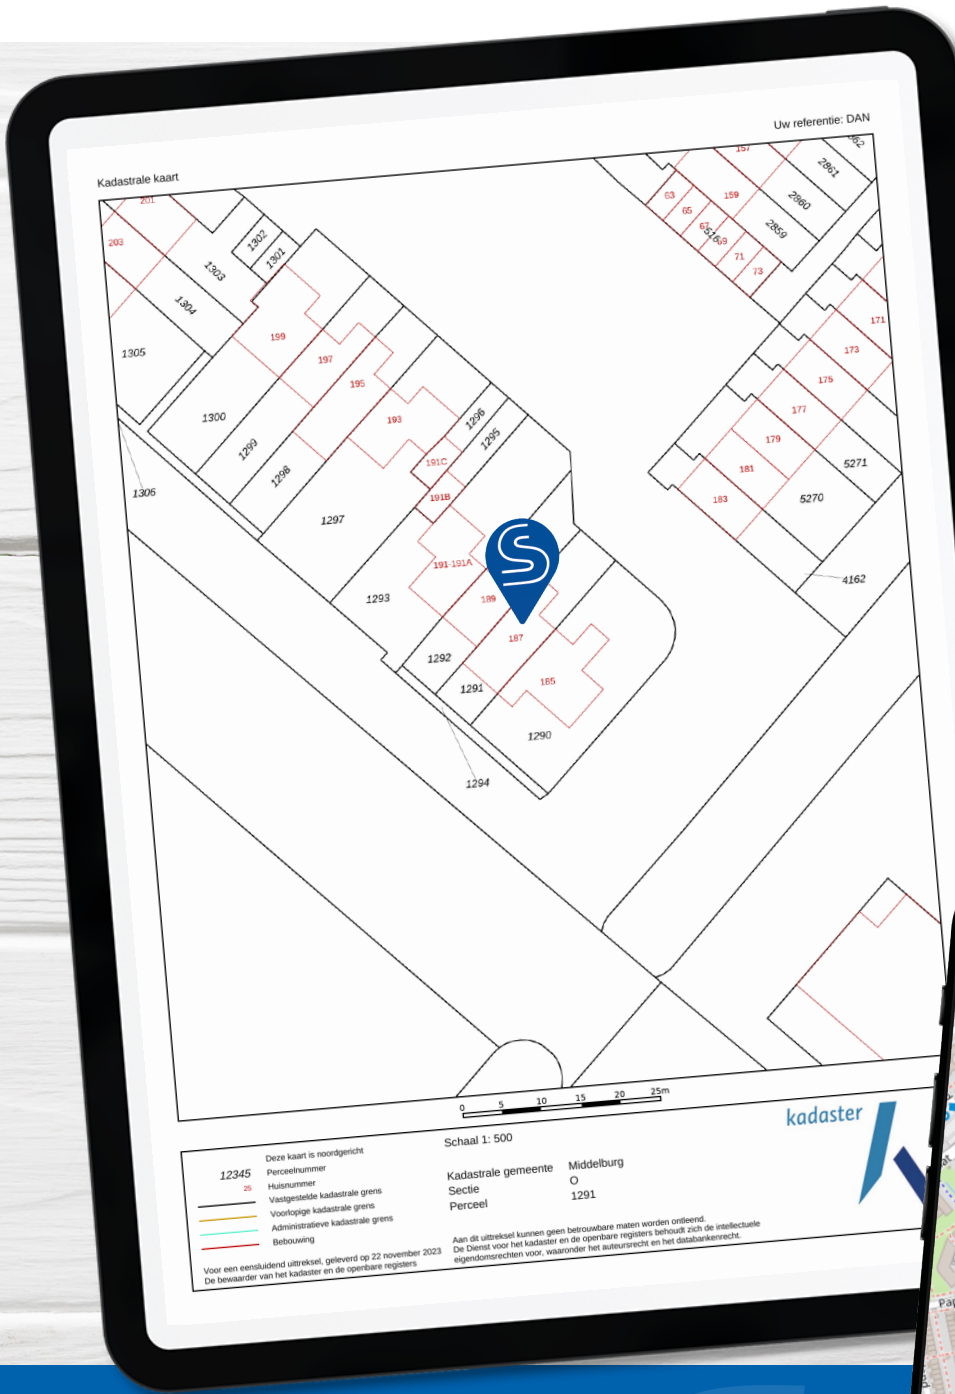 Uw referentie: DAN
Kadastrale kaart
201
203
1302
1301
1303
1304
1305
199
197
195
193
1300
1299
1298
1297
1296
1295
191C
191B
1306
191-191A
1293
189
187
185
1292
1291
1290
1294
157
2861
2860
2859
159
63
65
67
69
5168
71
73
171
173
175
177
179
181
183
5271
5270
4162
0 5 10 15 20 25m
Schaal 1: 500
Deze kaart is noordgericht
12345 Perceelnummer
25 Huisnummer
Vastgestelde kadastrale grens
Voorlopige kadastrale grens
Administratieve kadastrale grens
Bebouwing
Voor een eensluidend uittreksel, geleverd op 22 november 2023
De bewaarder van het kadaster en de openbare registers
Kadastrale gemeente Middelburg
Sectie O
Perceel 1291
Aan dit uittreksel kunnen geen betrouwbare maten worden ontleend.
De Dienst voor het kadaster en de openbare registers behoudt zich de intellectuele
eigendomsrechten voor, waaronder het auteursrecht en het databankenrecht.
kadaster